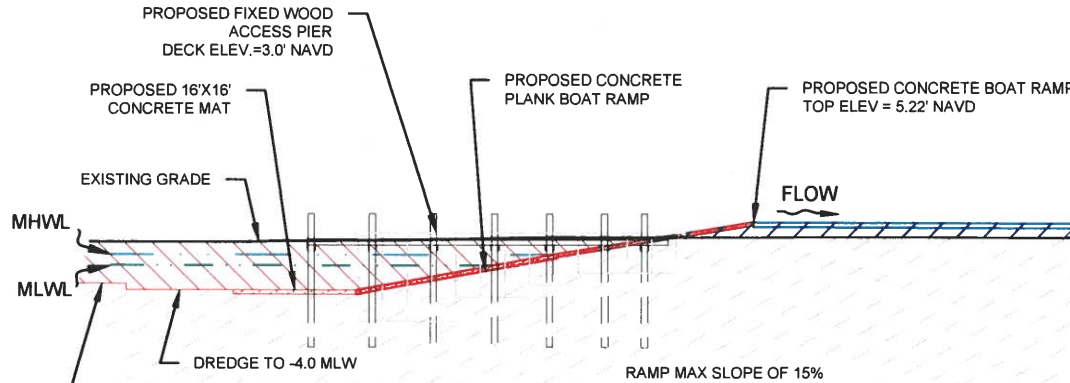 PROPOSED FIXED WOOD
ACCESS PIER
DECK ELEV.=3.0' NAVD
PROPOSED 16'X16'
CONCRETE MAT
PROPOSED CONCRETE
PLANK BOAT RAMP
PROPOSED CONCRETE BOAT RAMP
TOP ELEV = 5.22' NAVD
EXISTING GRADE
FLOW
MHWL
MLWL
DREDGE TO -4.0 MLW
RAMP MAX SLOPE OF 15%